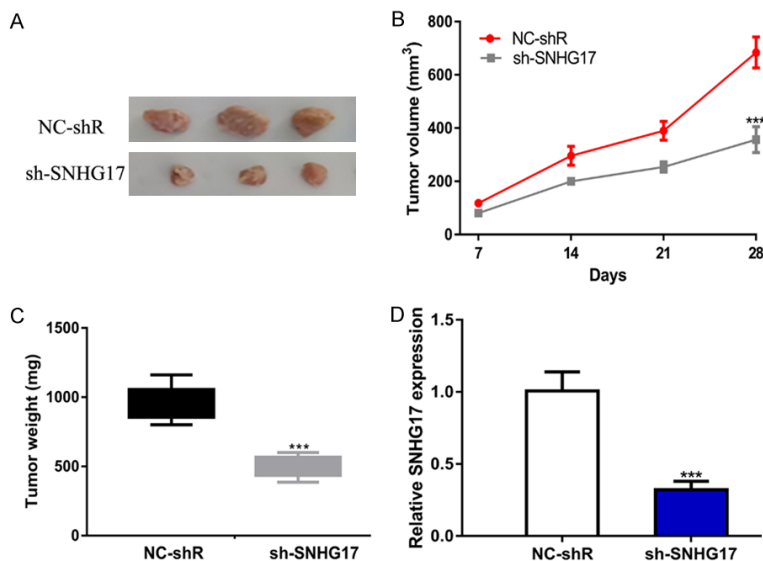 A
NC-shR
sh-SNHG17
B
Tumor volume (mm³)
800
600
400
200
0
NC-shR
sh-SNHG17
***
7 14 21 28
Days
C
Tumor weight (mg)
1500
1000
500
0
***
NC-shR sh-SNHG17
D
Relative SNHG17 expression
1.5
1.0
0.5
0.0
***
NC-shR sh-SNHG17